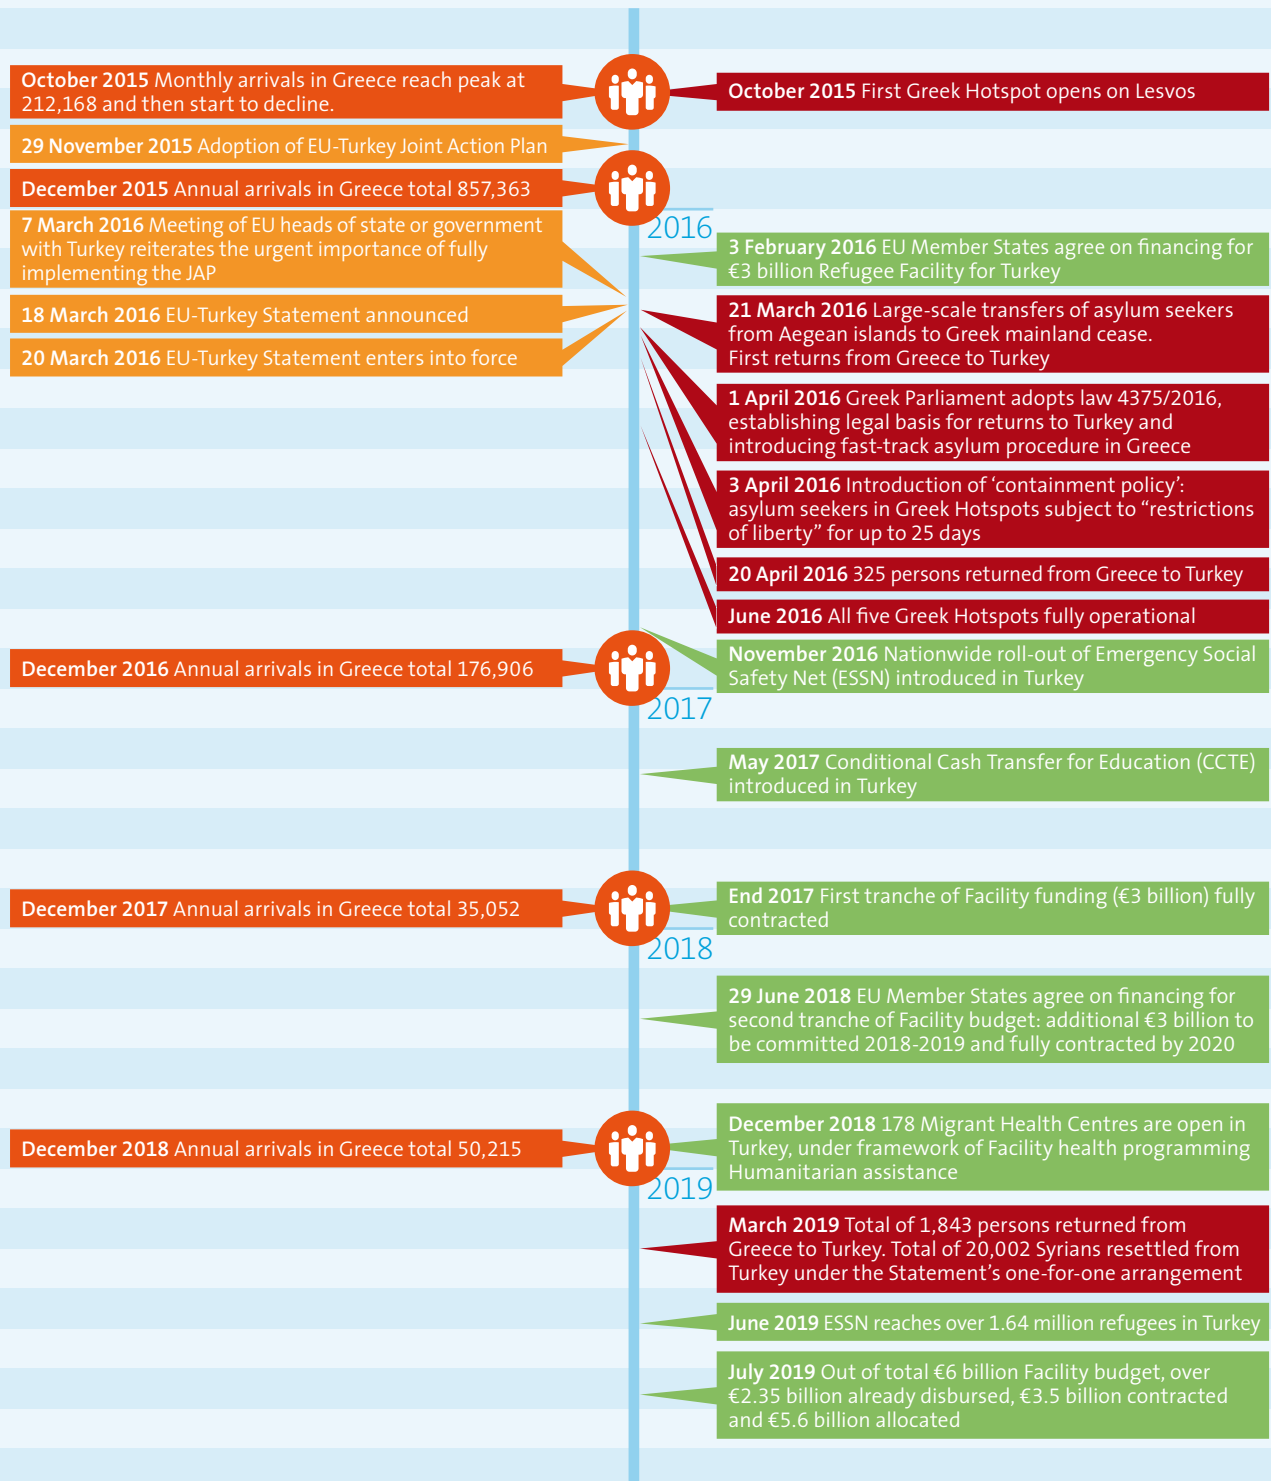 October 2015 Monthly arrivals in Greece reach peak at
212,168 and then start to decline.
October 2015 First Greek Hotspot opens on Lesvos
29 November 2015 Adoption of EU-Turkey Joint Action Plan
December 2015 Annual arrivals in Greece total 857,363
2016
7 March 2016 Meeting of EU heads of state or government
with Turkey reiterates the urgent importance of fully
implementing the JAP
3 February 2016 EU Member States agree on financing for
€3 billion Refugee Facility for Turkey
18 March 2016 EU-Turkey Statement announced
20 March 2016 EU-Turkey Statement enters into force
21 March 2016 Large-scale transfers of asylum seekers
from Aegean islands to Greek mainland cease.
First returns from Greece to Turkey
1 April 2016 Greek Parliament adopts law 4375/2016,
establishing legal basis for returns to Turkey and
introducing fast-track asylum procedure in Greece
3 April 2016 Introduction of ‘containment policy’:
asylum seekers in Greek Hotspots subject to “restrictions
of liberty” for up to 25 days
20 April 2016 325 persons returned from Greece to Turkey
June 2016 All five Greek Hotspots fully operational
November 2016 Nationwide roll-out of Emergency Social
Safety Net (ESSN) introduced in Turkey
December 2016 Annual arrivals in Greece total 176,906
2017
May 2017 Conditional Cash Transfer for Education (CCTE)
introduced in Turkey
December 2017 Annual arrivals in Greece total 35,052
End 2017 First tranche of Facility funding (€3 billion) fully
contracted
2018
29 June 2018 EU Member States agree on financing for
second tranche of Facility budget: additional €3 billion to
be committed 2018-2019 and fully contracted by 2020
December 2018 Annual arrivals in Greece total 50,215
December 2018 178 Migrant Health Centres are open in
Turkey, under framework of Facility health programming
Humanitarian assistance
2019
March 2019 Total of 1,843 persons returned from
Greece to Turkey. Total of 20,002 Syrians resettled from
Turkey under the Statement’s one-for-one arrangement
June 2019 ESSN reaches over 1.64 million refugees in Turkey
July 2019 Out of total €6 billion Facility budget, over
€2.35 billion already disbursed, €3.5 billion contracted
and €5.6 billion allocated